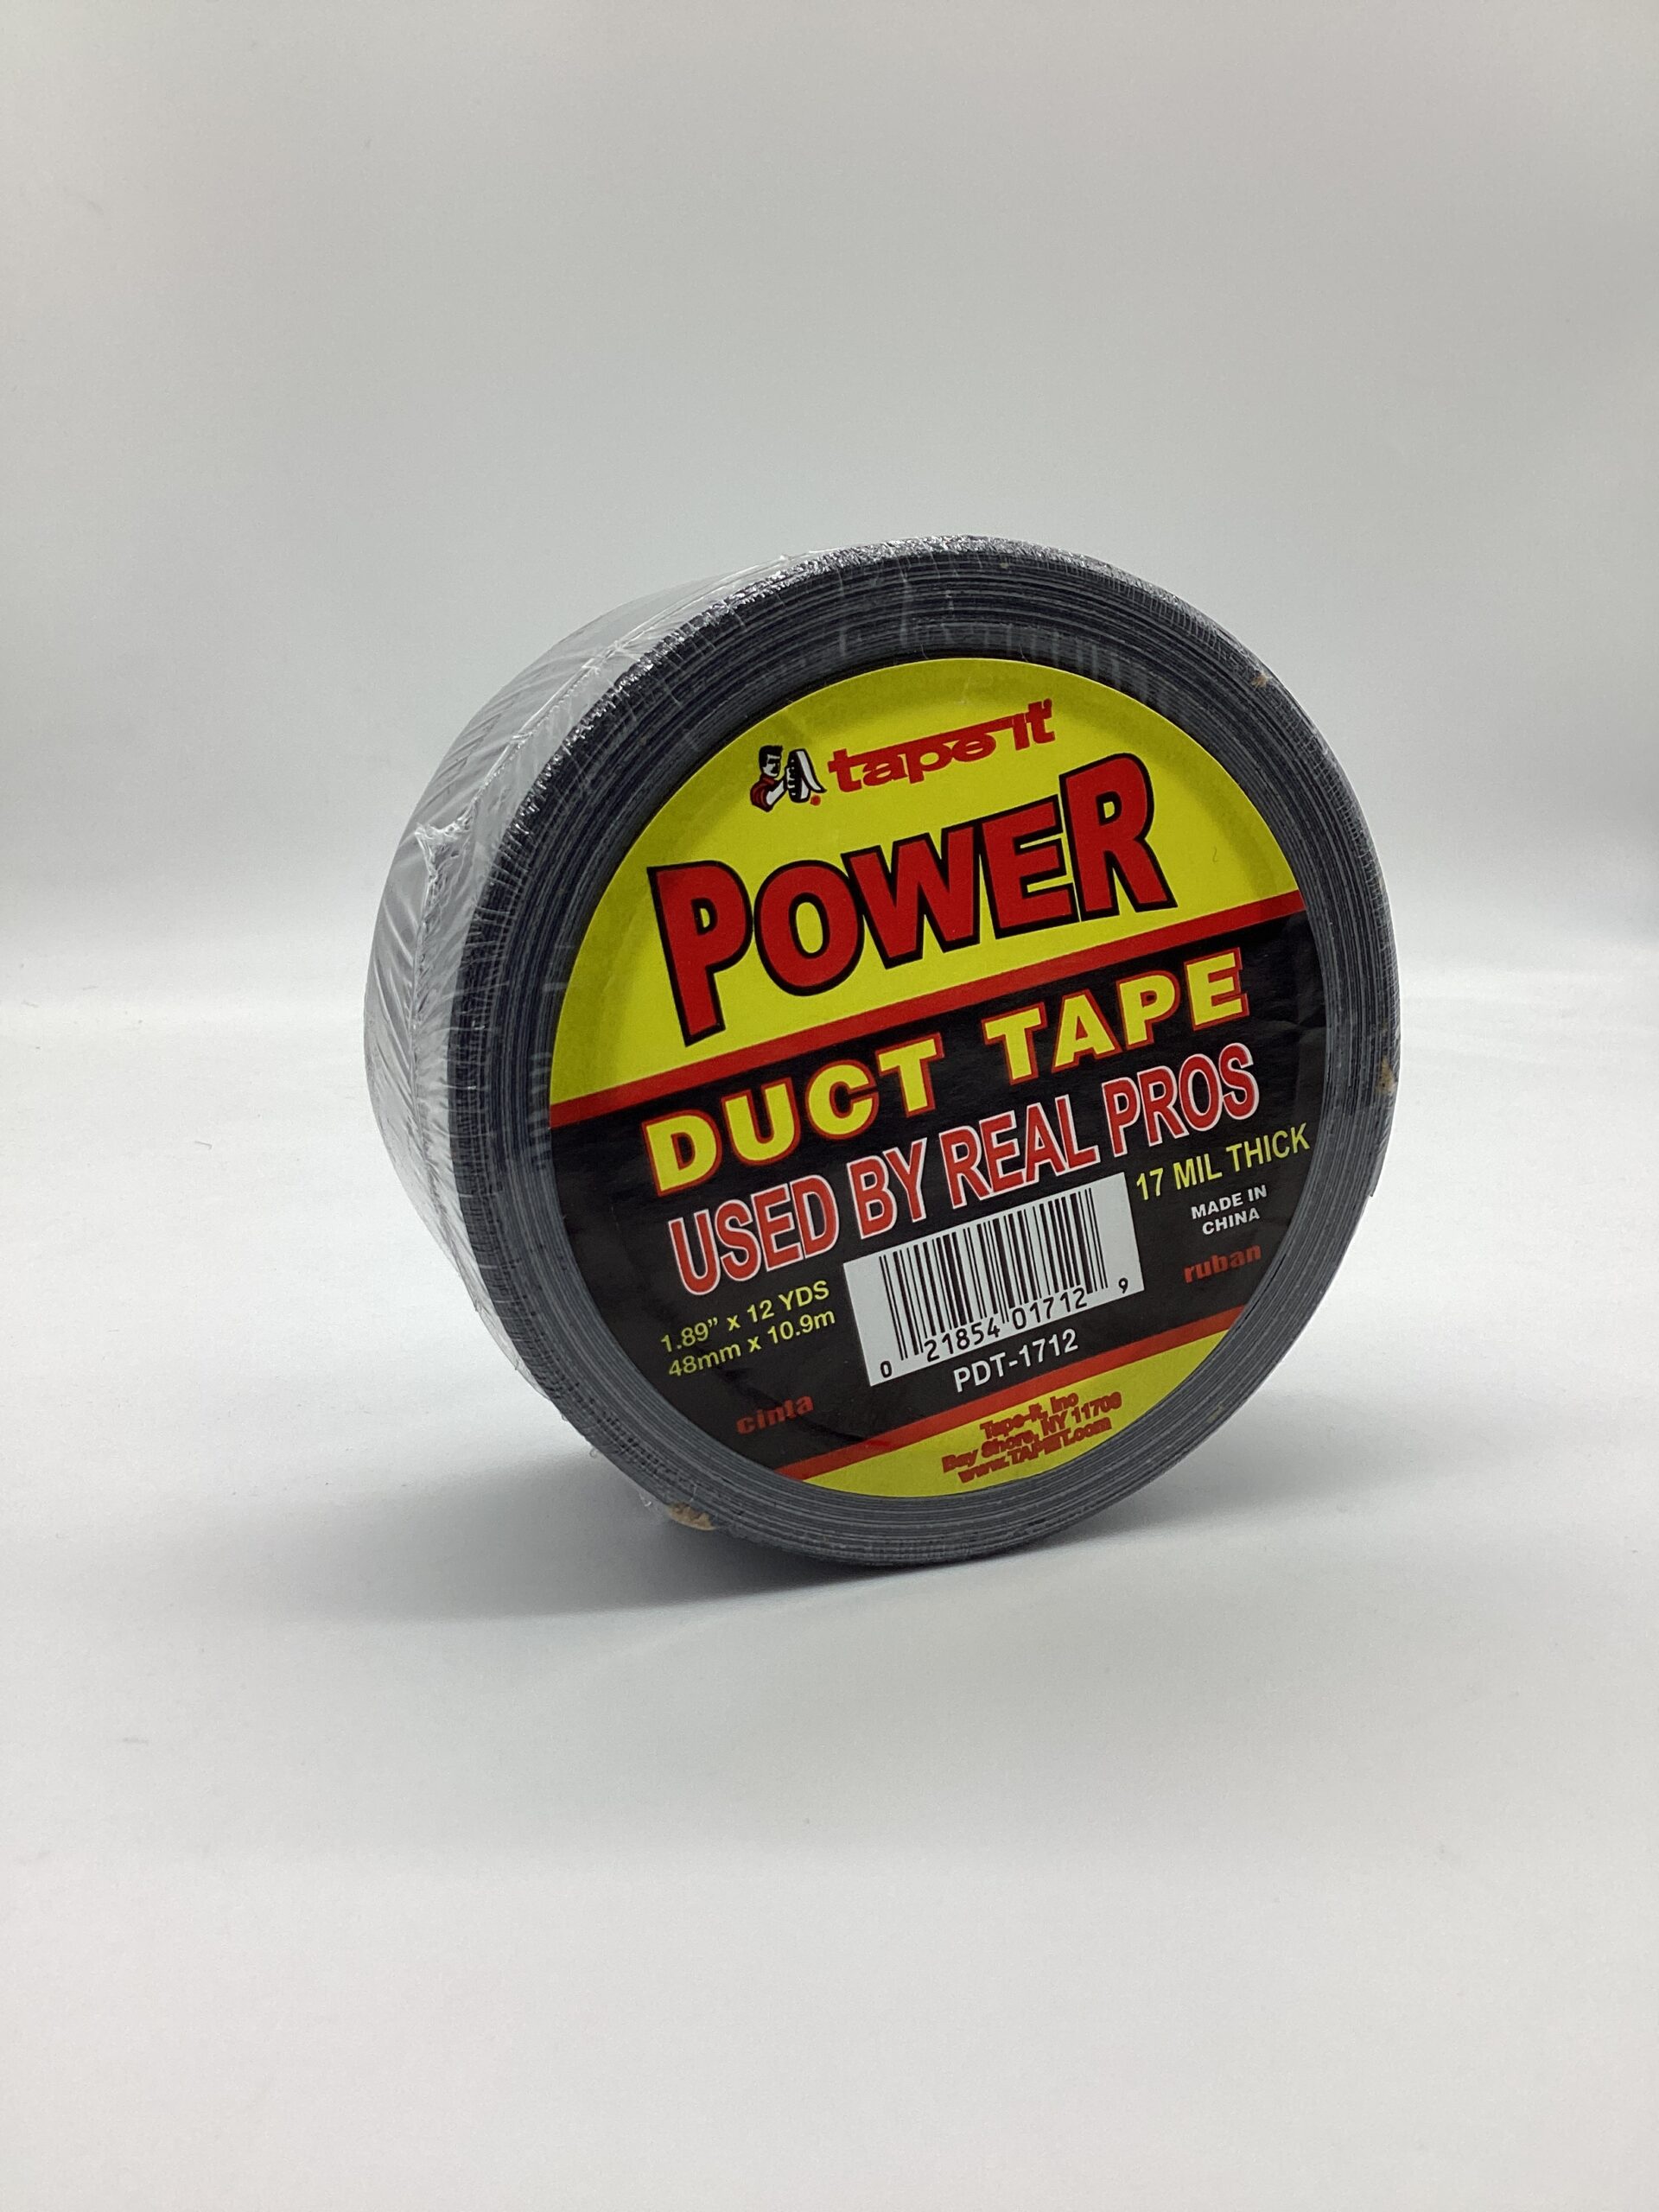 tape it
POWER
DUCT TAPE
USED BY REAL PROS
17 MIL THICK
MADE IN
CHINA
ruban
1.89" x 12 YDS
48mm x 10.9m
cinta
0 21854 01712 9
PDT-1712
Tape-It, Inc
Bay Shore, NY 11706
www.TAPEIT.com